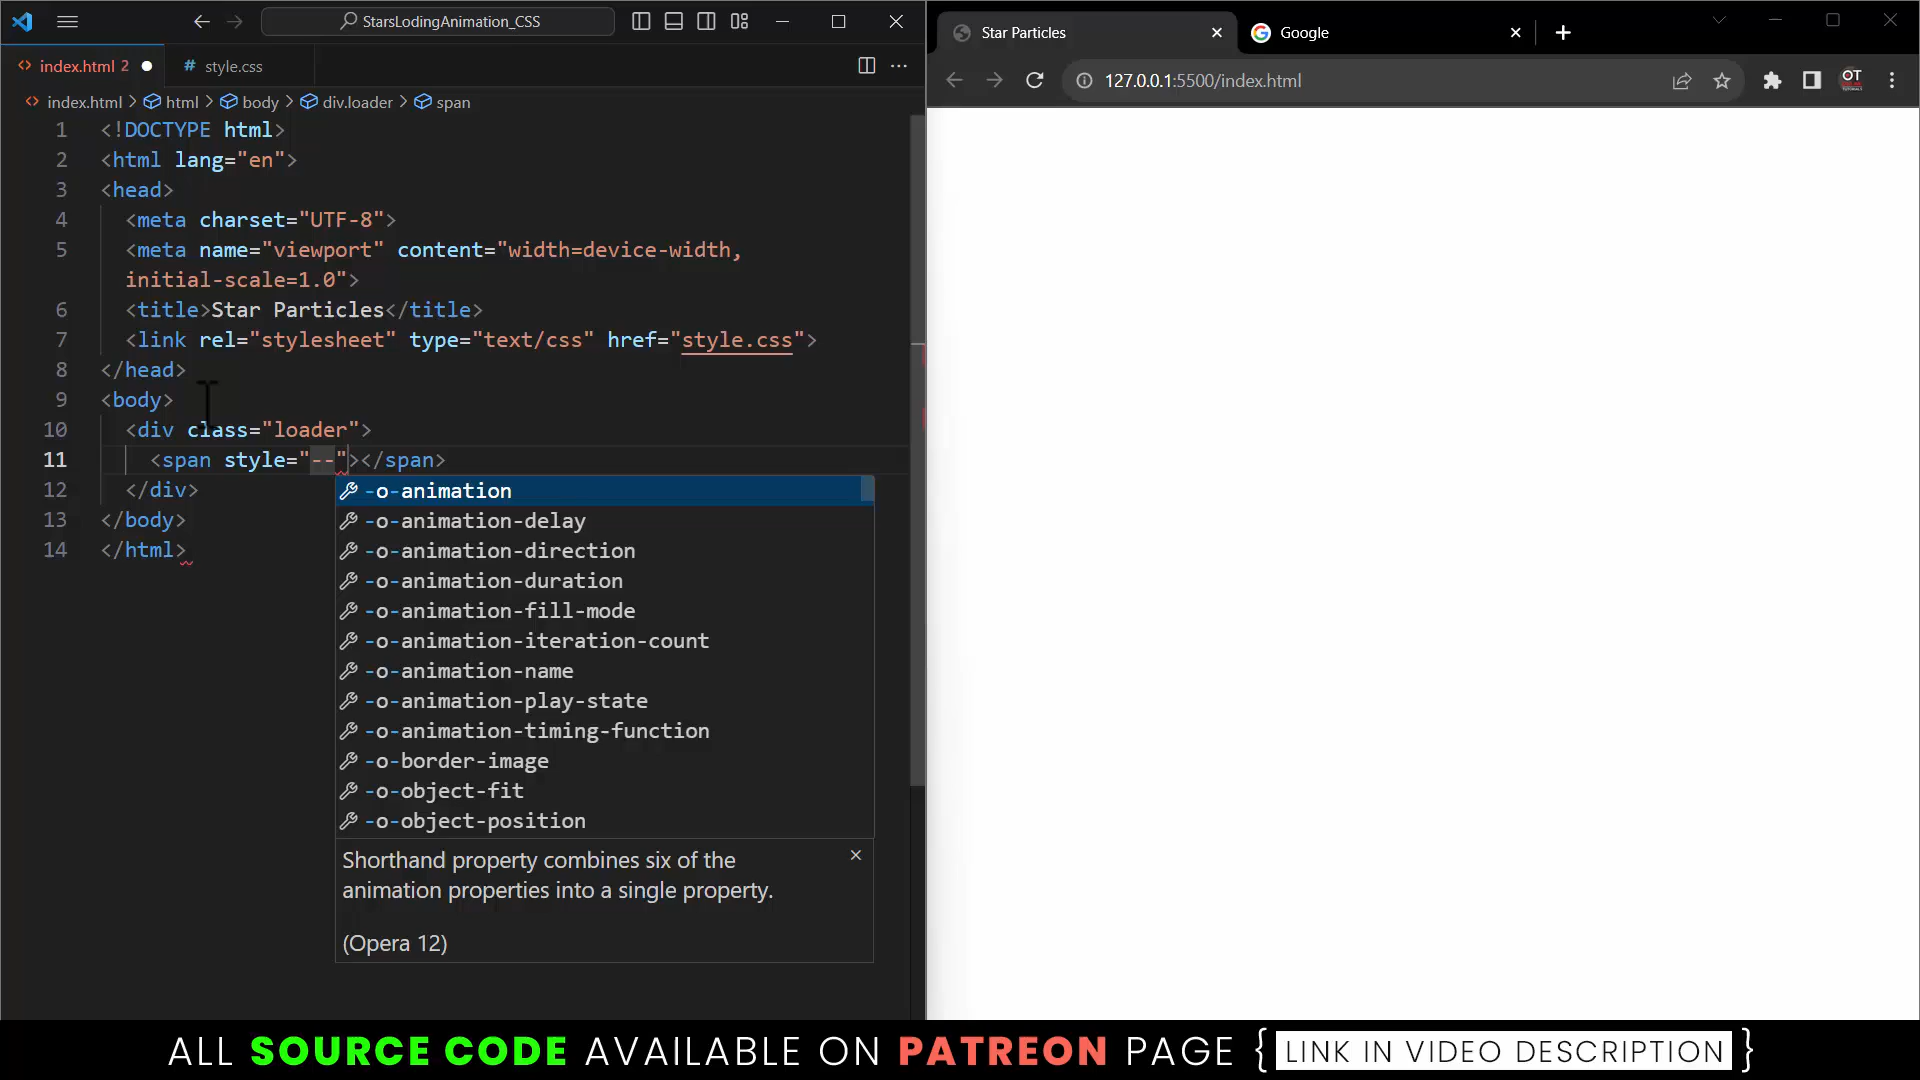 StarsLodingAnimation_CSS
index.html 2
# style.css
index.html > html > body > div.loader > span
1 <!DOCTYPE html>
2 <html lang="en">
3 <head>
4 <meta charset="UTF-8">
5 <meta name="viewport" content="width=device-width,
initial-scale=1.0">
6 <title>Star Particles</title>
7 <link rel="stylesheet" type="text/css" href="style.css">
8 </head>
9 <body>
10 <div class="loader">
11 <span style="--"></span>
12 </div>
13 </body>
14 </html>
-o-animation
-o-animation-delay
-o-animation-direction
-o-animation-duration
-o-animation-fill-mode
-o-animation-iteration-count
-o-animation-name
-o-animation-play-state
-o-animation-timing-function
-o-border-image
-o-object-fit
-o-object-position
Shorthand property combines six of the
animation properties into a single property.
(Opera 12)
Star Particles
Google
127.0.0.1:5500/index.html
OT
ALL SOURCE CODE AVAILABLE ON PATREON PAGE { LINK IN VIDEO DESCRIPTION }